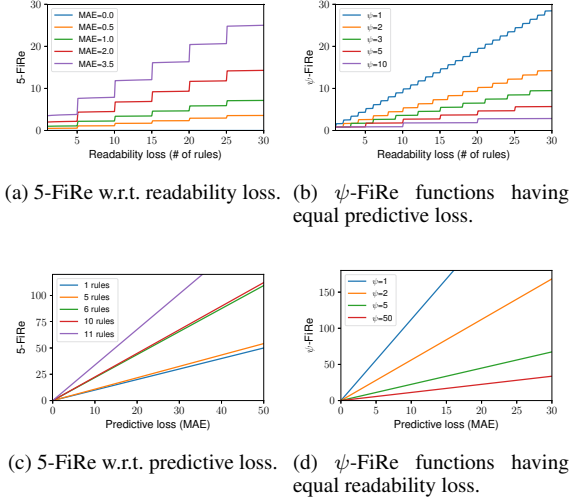 30
20
10
0
5-FiRe
5
10
15
20
25
30
Readability loss (# of rules)
MAE=0.0
MAE=0.5
MAE=1.0
MAE=2.0
MAE=3.5
30
20
10
0
ψ-FiRe
5
10
15
20
25
30
Readability loss (# of rules)
ψ=1
ψ=2
ψ=3
ψ=5
ψ=10
(a) 5-FiRe w.r.t. readability loss.
(b) ψ-FiRe functions having
equal predictive loss.
100
75
50
25
0
5-FiRe
0
10
20
30
40
50
Predictive loss (MAE)
1 rules
5 rules
6 rules
10 rules
11 rules
150
100
50
0
ψ-FiRe
0
5
10
15
20
25
30
Predictive loss (MAE)
ψ=1
ψ=2
ψ=5
ψ=50
(c) 5-FiRe w.r.t. predictive loss.
(d) ψ-FiRe functions having
equal readability loss.